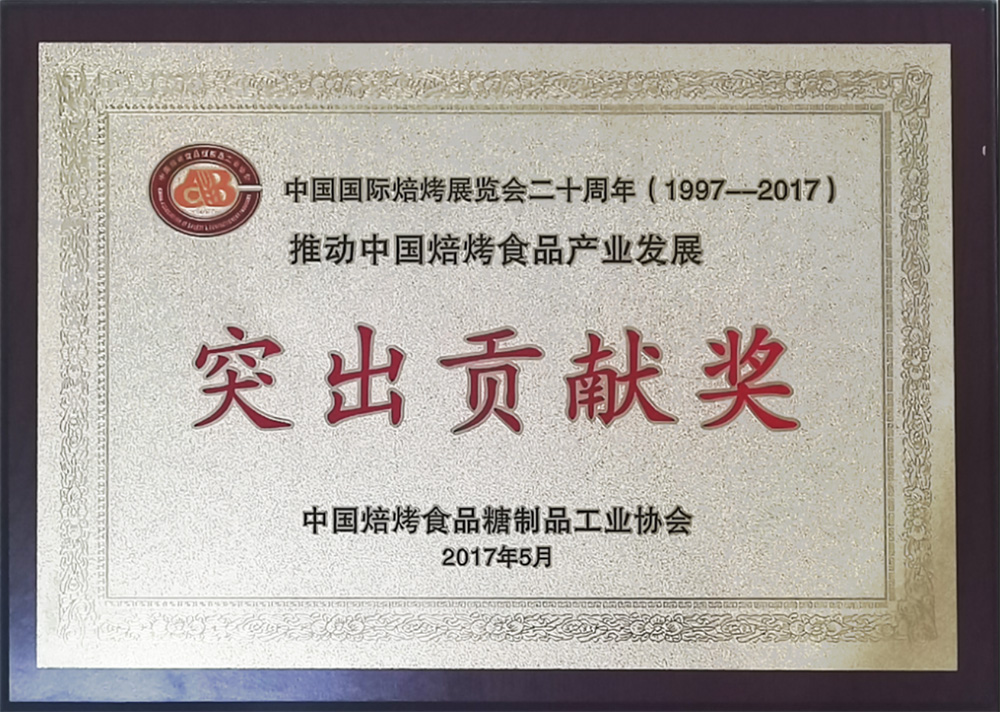 中国国际焙烤展览会二十周年（1997—2017）
推动中国焙烤食品产业发展
突出贡献奖
中国焙烤食品糖制品工业协会
2017年5月